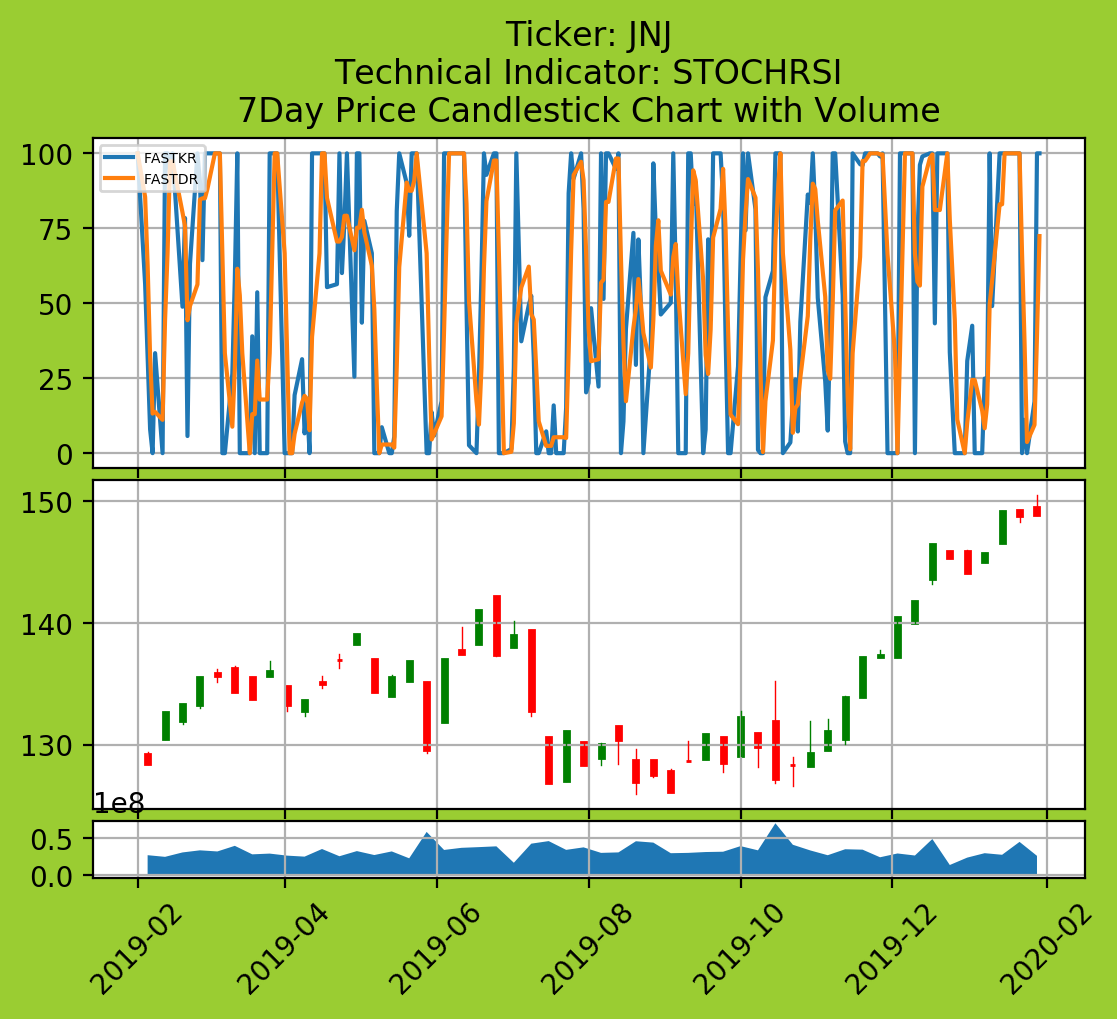 Ticker: JNJ
Technical Indicator: STOCHRSI
7Day Price Candlestick Chart with Volume
FASTKR
FASTDR
100
75
50
25
0
150
140
130
1e8
0.5
0.0
2019-02
2019-04
2019-06
2019-08
2019-10
2019-12
2020-02